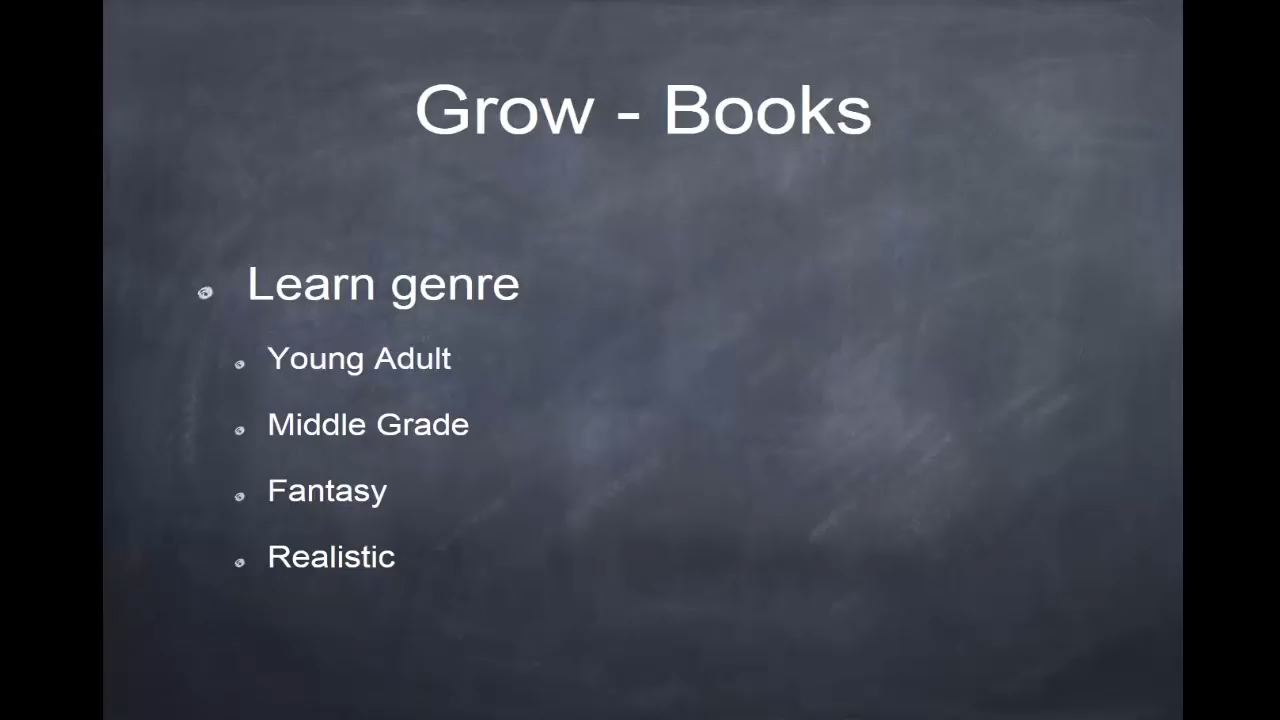 Grow - Books
Learn genre
Young Adult
Middle Grade
Fantasy
Realistic